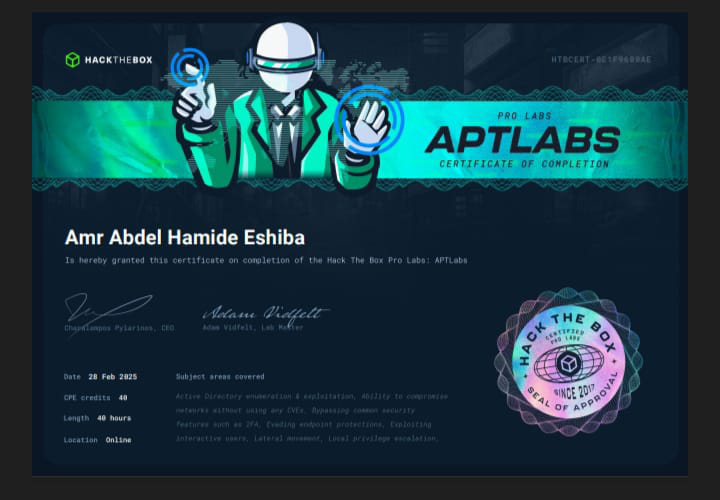 HACKTHEBOX
PRO LABS
APTLABS
CERTIFICATE OF COMPLETION
Amr Abdel Hamide Eshiba
Is hereby granted this certificate on completion of the Hack The Box Pro Labs: APTLabs
Adam Vidfelt
Charalampos Pylarinos, CEO
Adam Vidfelt, Lab Master
Date 28 Feb 2025
CPE credits 40
Length 40 hours
Location Online
Subject areas covered
Active Directory enumeration & exploitation, Ability to compromise
networks without using any CVEs, Bypassing common security
features such as 2FA, Evading endpoint protections, Exploiting
interactive users, Lateral movement, Local privilege escalation,
HACK THE BOX
CERTIFIED
PRO LABS
SINCE 2017
SEAL OF APPROVAL